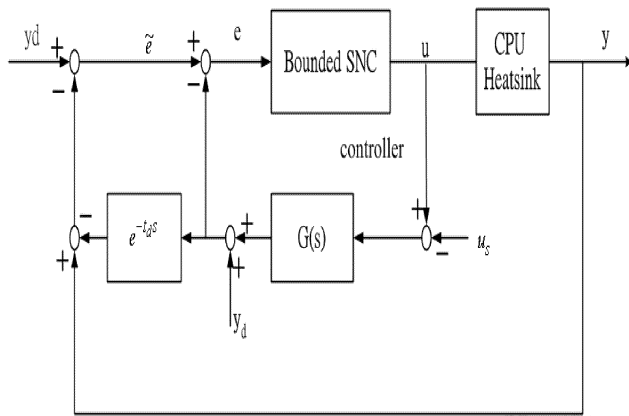 yd
+
−
ẽ
+
−
e
Bounded SNC
u
CPU
Heatsink
y
controller
+
−
u_s
G(s)
+
+
y_d
e^{-t_d s}
−
+